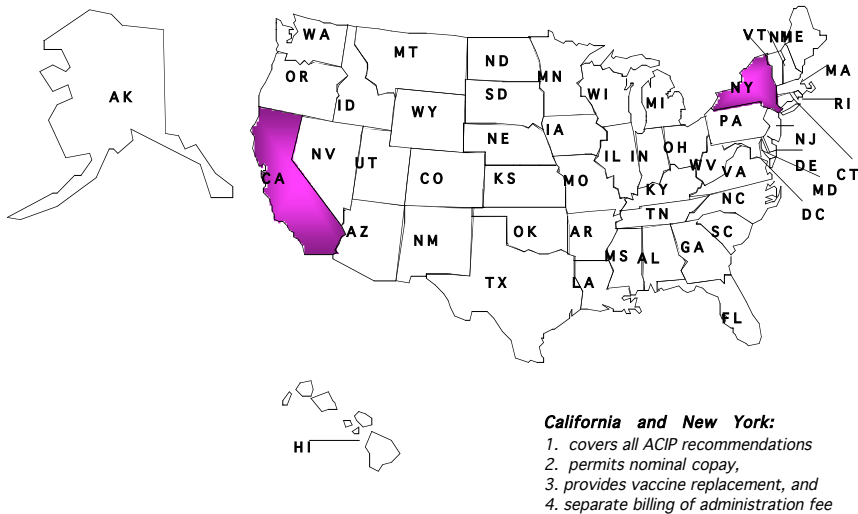 VT NH ME
WA
MT
ND
MN
OR
AK
ID
SD
WI
MI
NY
MA
RI
WY
PA
NE
IA
NJ
NV
UT
IL IN
OH
WV
VA
DE
CT
CA
CO
KS
MO
KY
MD
NC
DC
TN
AZ
NM
OK
AR
SC
MS AL
GA
TX
LA
FL
HI
California and New York:
1. covers all ACIP recommendations
2. permits nominal copay,
3. provides vaccine replacement, and
4. separate billing of administration fee